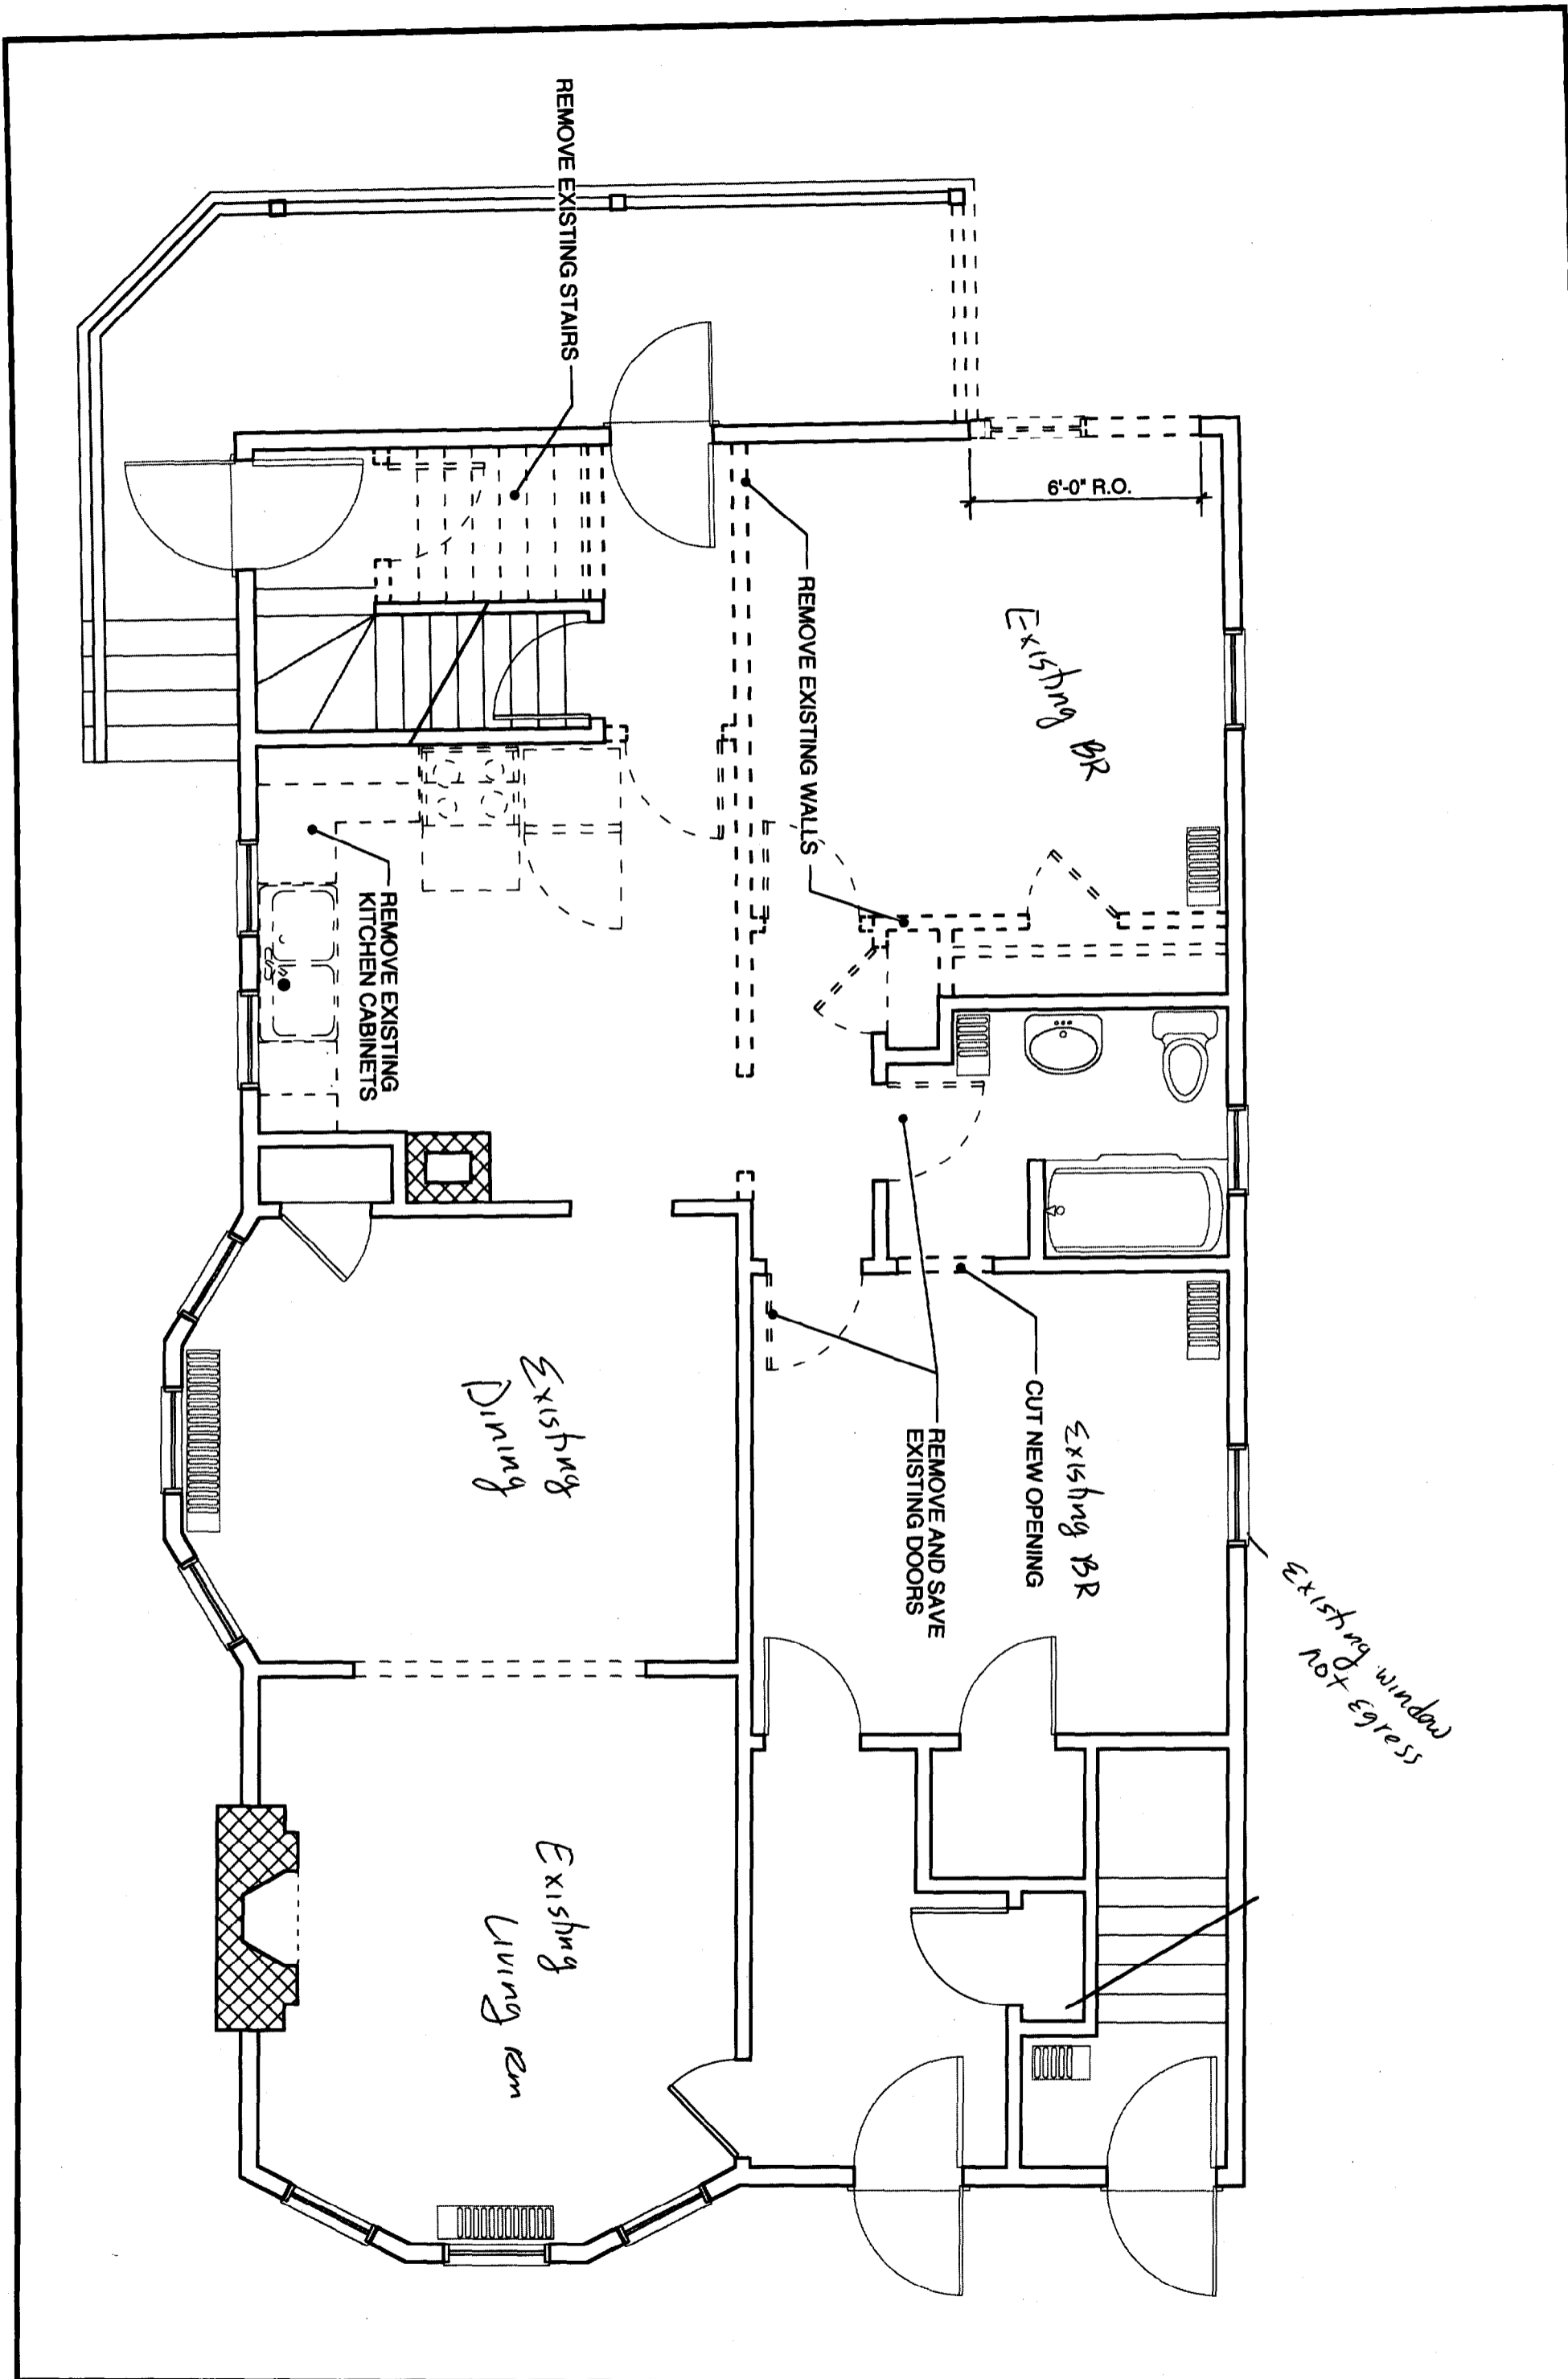 REMOVE EXISTING STAIRS
6'-0" R.O.
REMOVE EXISTING WALLS
Existing BR
REMOVE EXISTING
KITCHEN CABINETS
CUT NEW OPENING
REMOVE AND SAVE
EXISTING DOORS
Existing BR
Existing window
not Egress
Existing
Dining
Existing
Living Rm